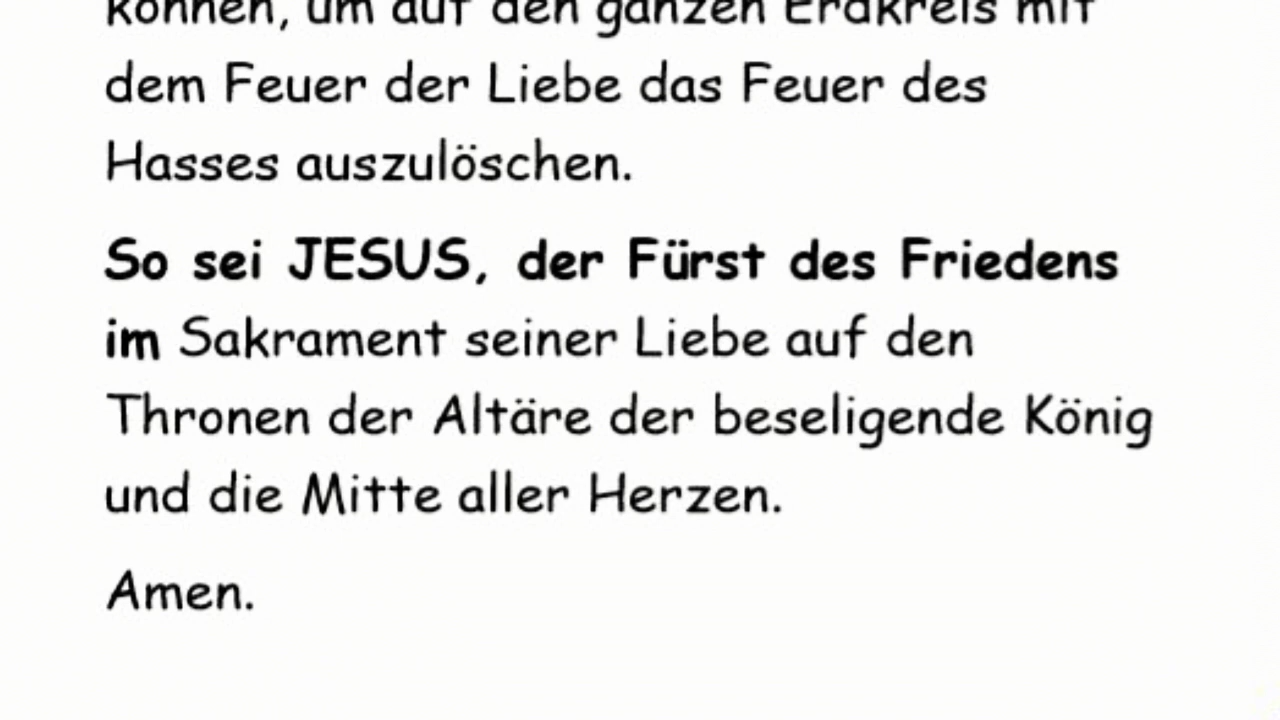 können, um auf den ganzen Erdkreis mit
dem Feuer der Liebe das Feuer des
Hasses auszulöschen.
So sei JESUS, der Fürst des Friedens
im Sakrament seiner Liebe auf den
Thronen der Altäre der beseligende König
und die Mitte aller Herzen.
Amen.